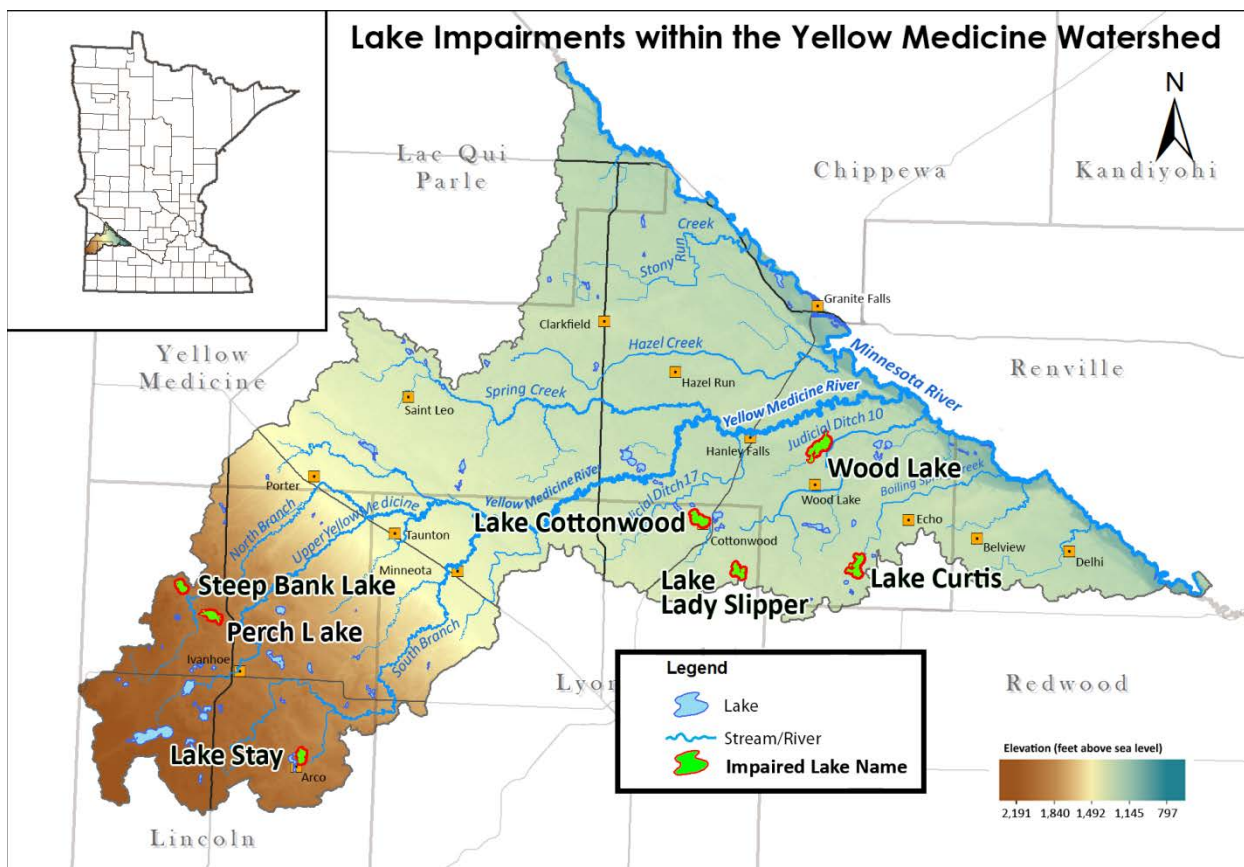 Lake Impairments within the Yellow Medicine Watershed
N
Lac Qui
Parle
Chippewa
Kandiyohi
Creek
Stony Run
Granite Falls
Clarkfield
Minnesota River
Yellow
Medicine
Hazel Creek
Hazel Run
Renville
Spring Creek
Saint Leo
Yellow Medicine River
Judicial Ditch 10
Hanley Falls
Wood Lake
Porter
Yellow Medicine River
Judicial Ditch 17
Wood Lake
Boiling Spring Creek
North Branch
Upper Yellow Medicine
Lake Cottonwood
Cottonwood
Echo
Taunton
Belview
Delhi
Minneota
Steep Bank Lake
Lake
Lady Slipper
Lake Curtis
Perch Lake
South Branch
Ivanhoe
Lyon
Redwood
Legend
Lake
Stream/River
Impaired Lake Name
Lake Stay
Arco
Elevation (feet above sea level)
2,191 1,840 1,492 1,145 797
Lincoln